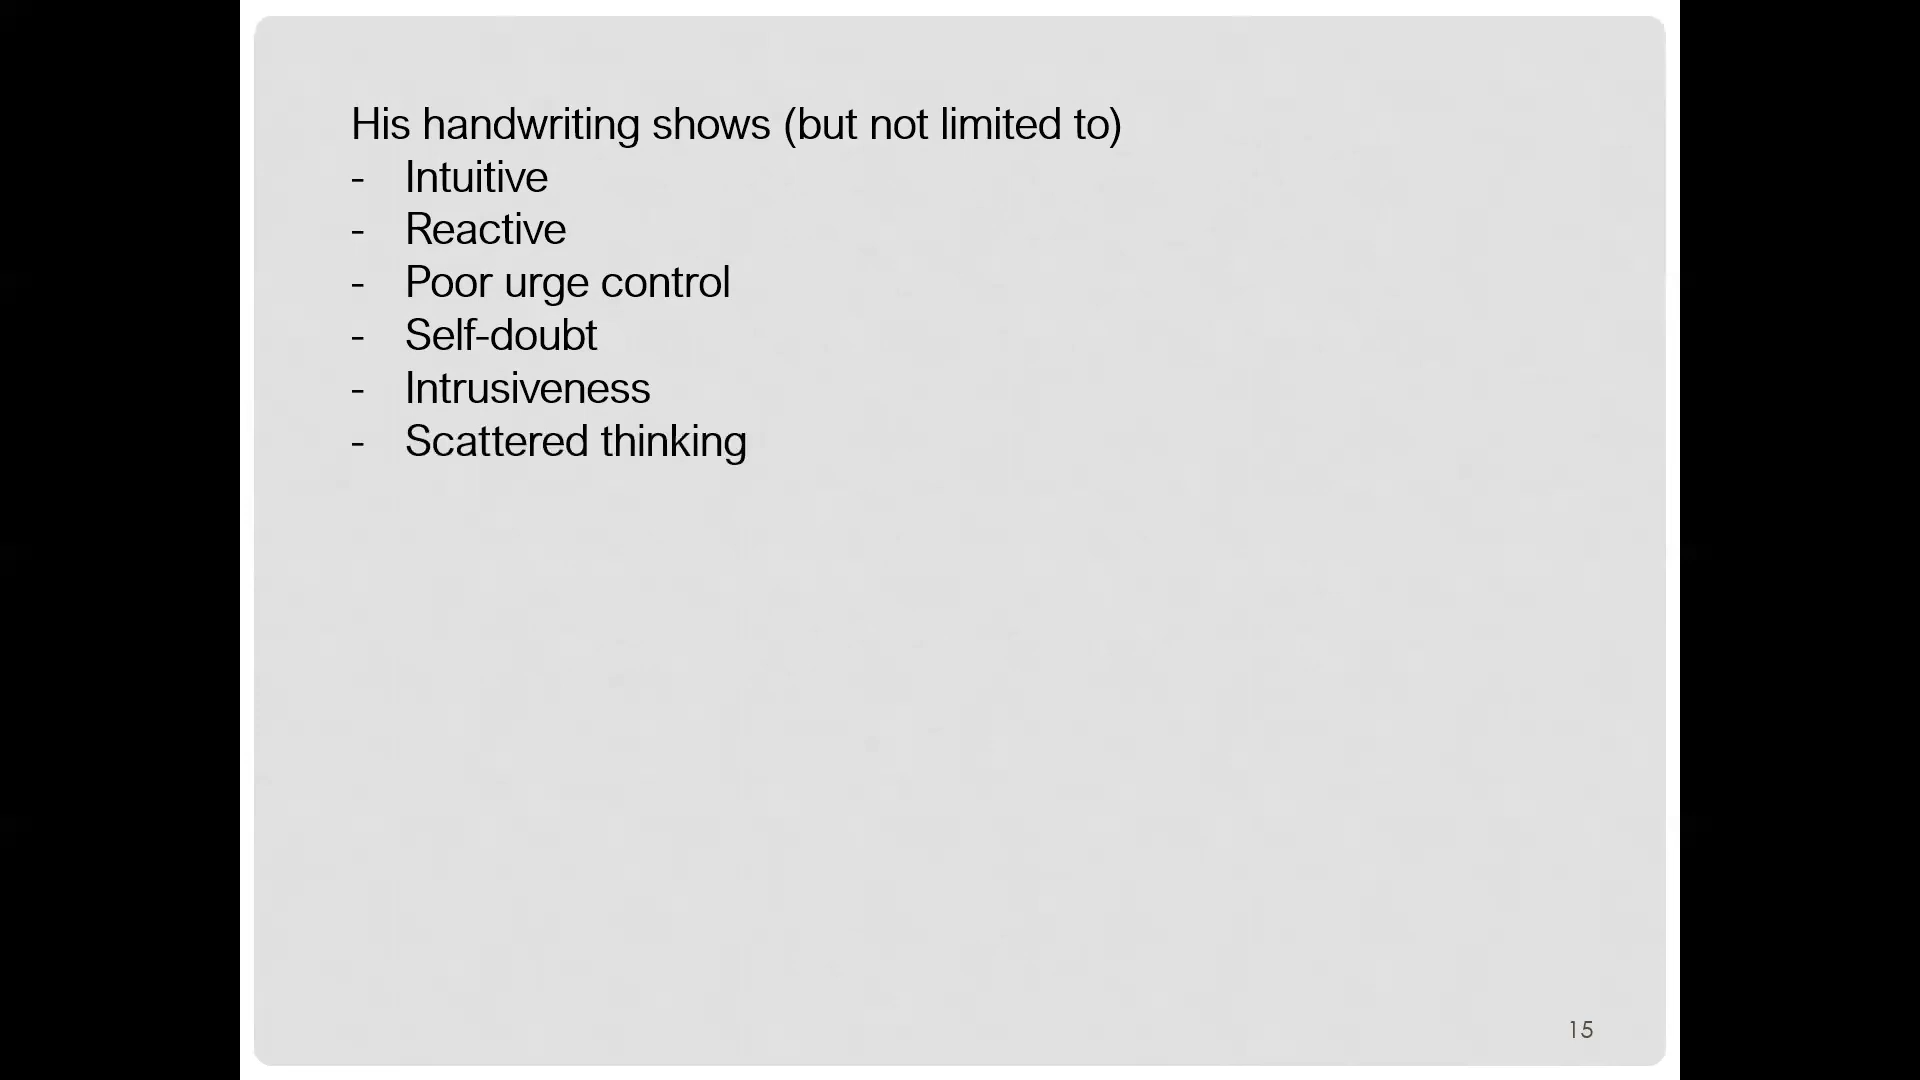 His handwriting shows (but not limited to)
- Intuitive
- Reactive
- Poor urge control
- Self-doubt
- Intrusiveness
- Scattered thinking
15